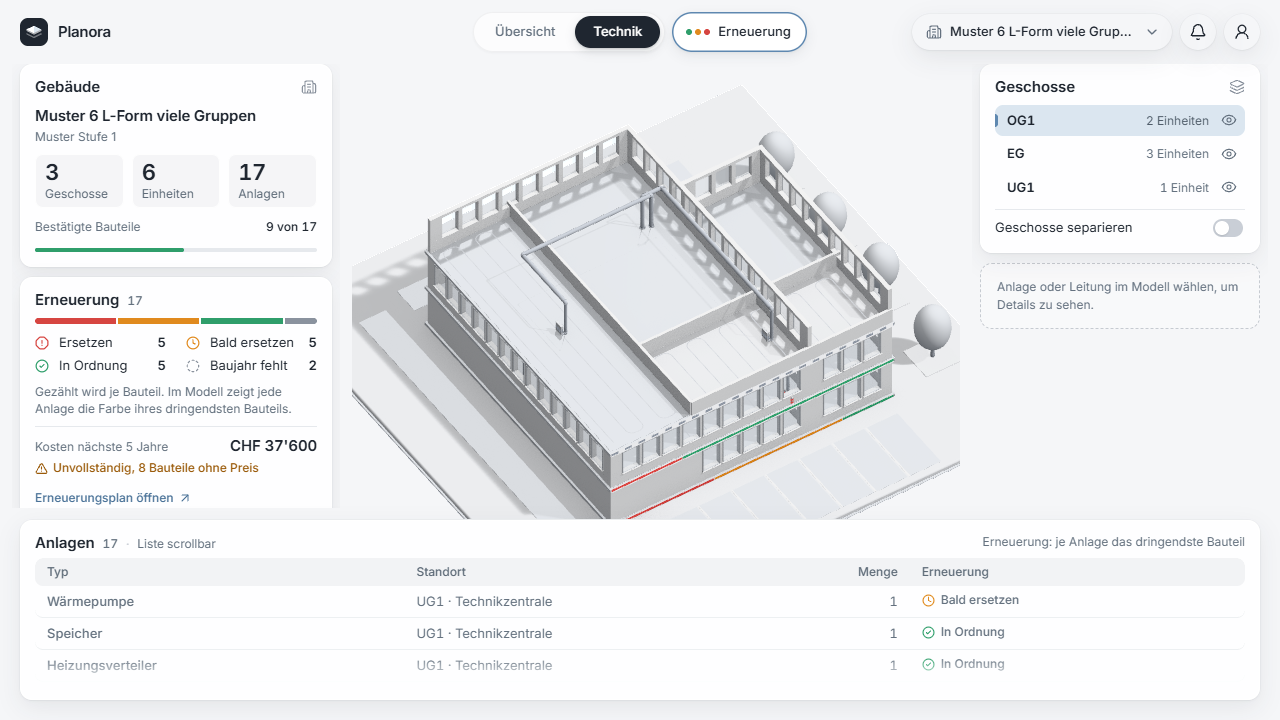 Planora
Übersicht
Technik
Erneuerung
Muster 6 L-Form viele Grup...
Gebäude
Muster 6 L-Form viele Gruppen
Muster Stufe 1
3
Geschosse
6
Einheiten
17
Anlagen
Bestätigte Bauteile 9 von 17
Erneuerung 17
Ersetzen 5
Bald ersetzen 5
In Ordnung 5
Baujahr fehlt 2
Gezählt wird je Bauteil. Im Modell zeigt jede
Anlage die Farbe ihres dringendsten Bauteils.
Kosten nächste 5 Jahre CHF 37'600
Unvollständig, 8 Bauteile ohne Preis
Erneuerungsplan öffnen
Geschosse
OG1 2 Einheiten
EG 3 Einheiten
UG1 1 Einheit
Geschosse separieren
Anlage oder Leitung im Modell wählen, um
Details zu sehen.
Anlagen 17 · Liste scrollbar
Erneuerung: je Anlage das dringendste Bauteil
Typ Standort Menge Erneuerung
Wärmepumpe UG1 · Technikzentrale 1 Bald ersetzen
Speicher UG1 · Technikzentrale 1 In Ordnung
Heizungsverteiler UG1 · Technikzentrale 1 In Ordnung